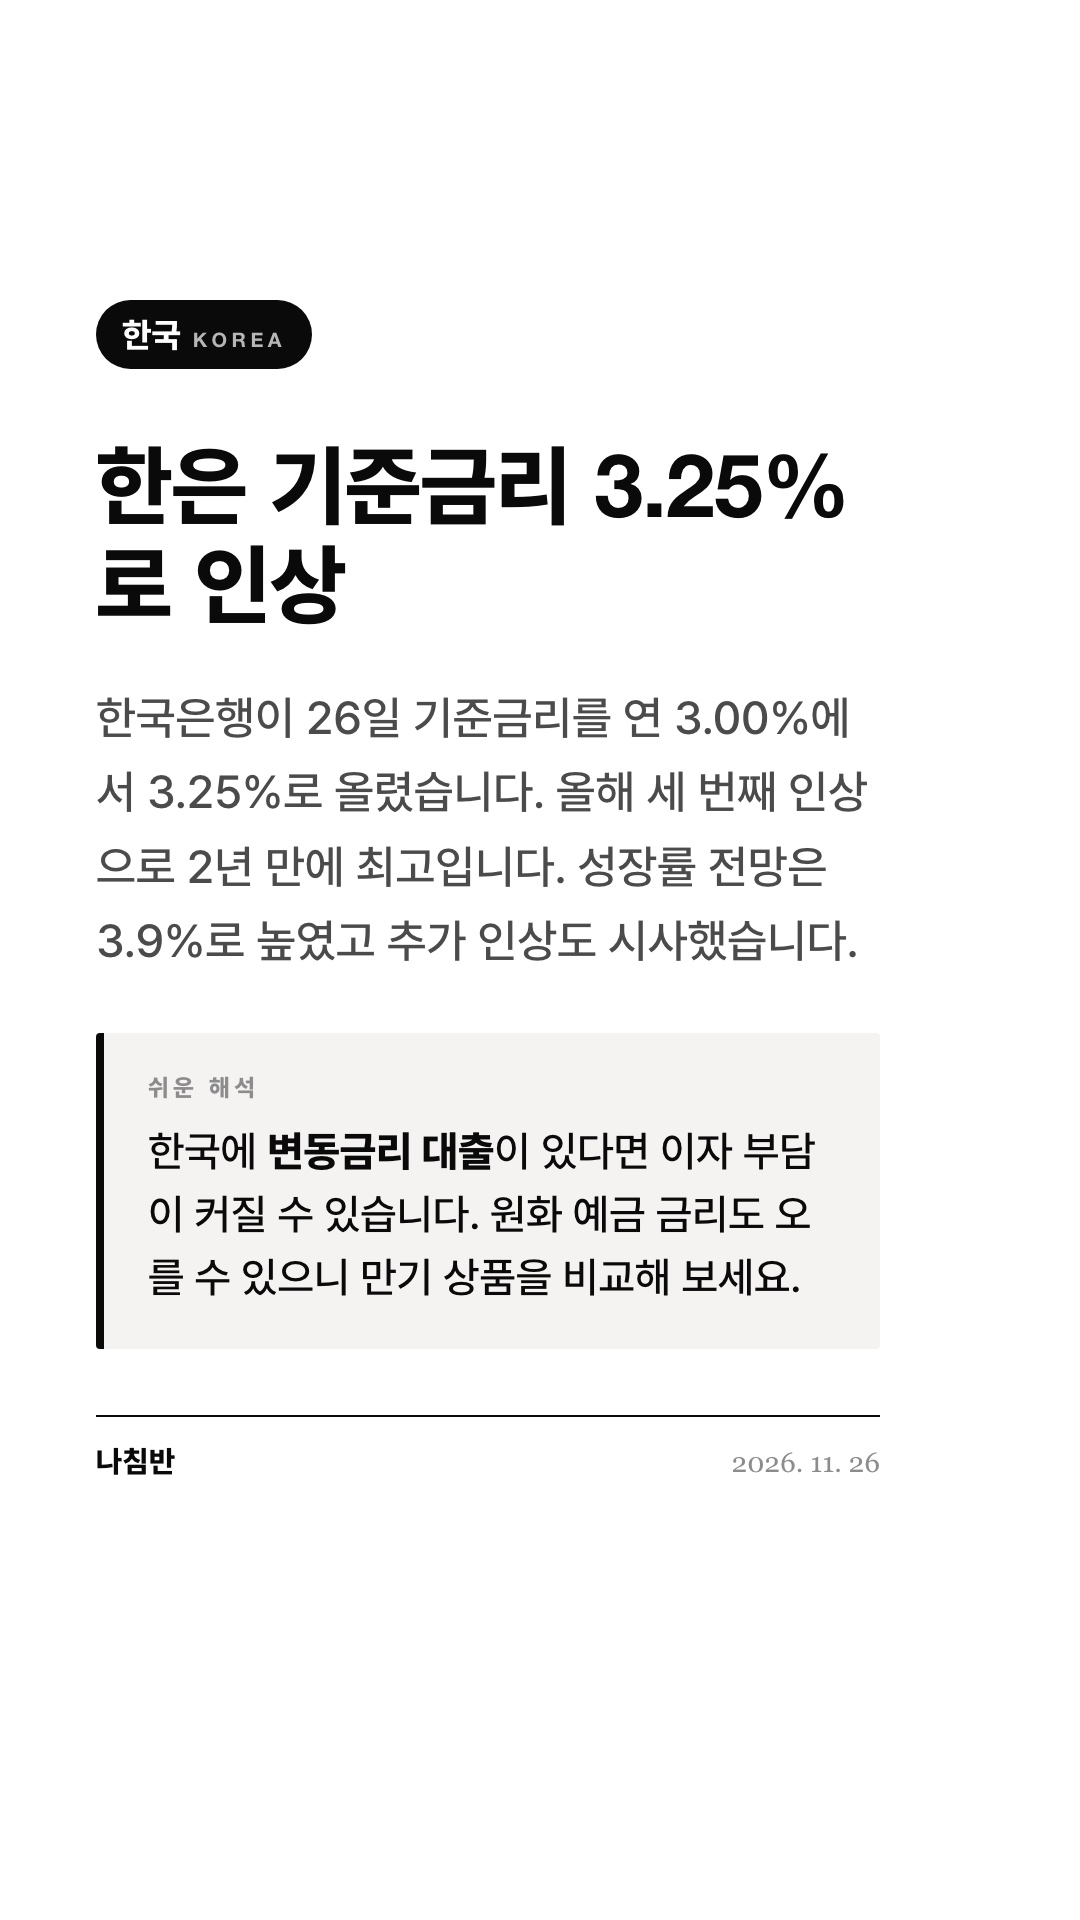 한국 KOREA
한은 기준금리 3.25%
로 인상
한국은행이 26일 기준금리를 연 3.00%에
서 3.25%로 올렸습니다. 올해 세 번째 인상
으로 2년 만에 최고입니다. 성장률 전망은
3.9%로 높였고 추가 인상도 시사했습니다.
쉬운 해석
한국에 변동금리 대출이 있다면 이자 부담
이 커질 수 있습니다. 원화 예금 금리도 오
를 수 있으니 만기 상품을 비교해 보세요.
나침반 2026. 11. 26